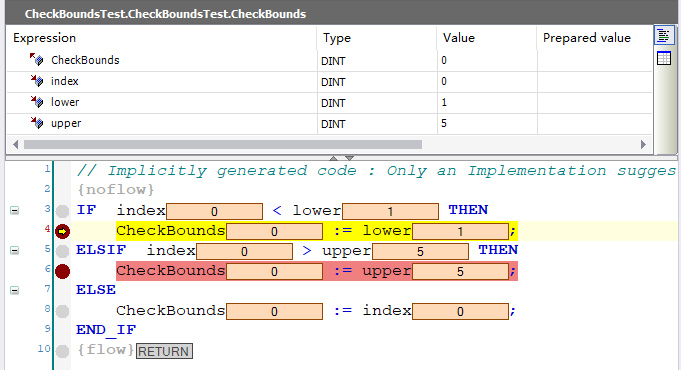 CheckBoundsTest.CheckBoundsTest.CheckBounds
Expression Type Value Prepared value
CheckBounds DINT 0
index DINT 0
lower DINT 1
upper DINT 5
1 // Implicitly generated code : Only an Implementation sugges
2 {noflow}
3 IF index 0 < lower 1 THEN
4 CheckBounds 0 := lower 1 ;
5 ELSIF index 0 > upper 5 THEN
6 CheckBounds 0 := upper 5 ;
7 ELSE
8 CheckBounds 0 := index 0 ;
9 END_IF
10 {flow} RETURN